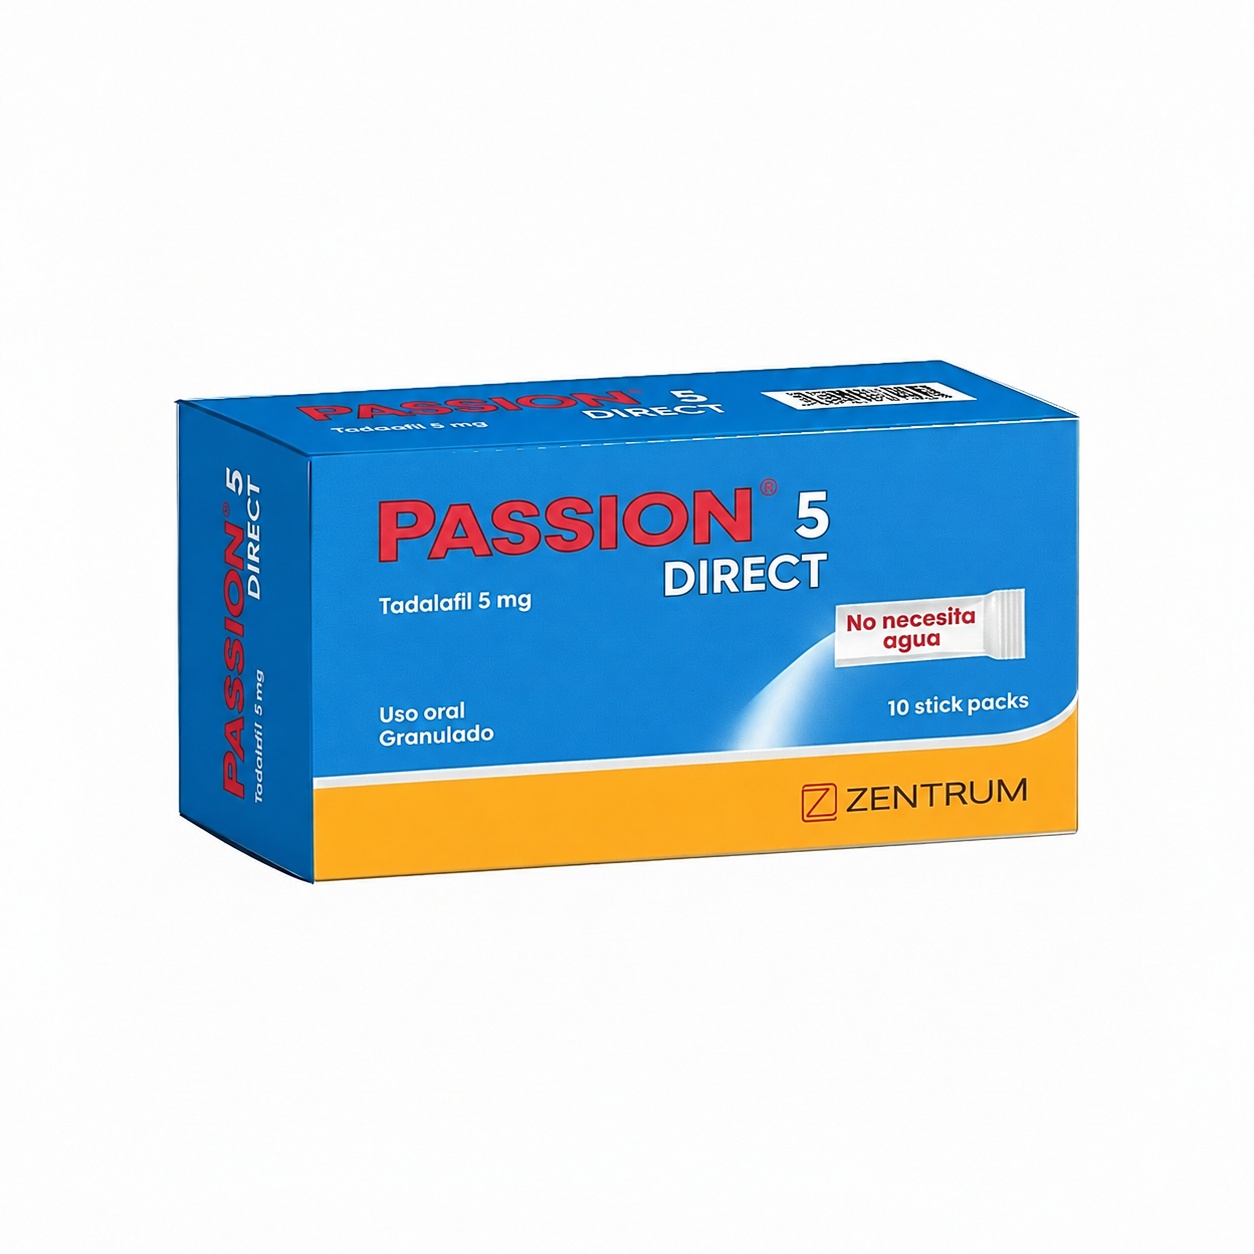 PASSION® 5
DIRECT
Tadalafil 5 mg
PASSION® 5
DIRECT
Tadalafil 5 mg
PASSION® 5
DIRECT
Tadalafil 5 mg
No necesita
agua
Uso oral
Granulado
10 stick packs
ZENTRUM